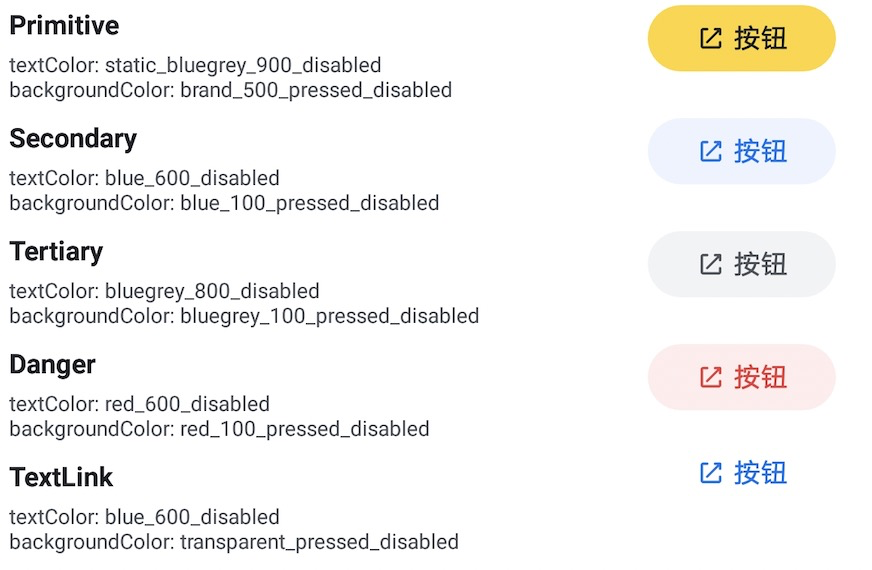 Primitive
按钮
textColor: static_bluegrey_900_disabled
backgroundColor: brand_500_pressed_disabled
Secondary
按钮
textColor: blue_600_disabled
backgroundColor: blue_100_pressed_disabled
Tertiary
按钮
textColor: bluegrey_800_disabled
backgroundColor: bluegrey_100_pressed_disabled
Danger
按钮
textColor: red_600_disabled
backgroundColor: red_100_pressed_disabled
TextLink
按钮
textColor: blue_600_disabled
backgroundColor: transparent_pressed_disabled